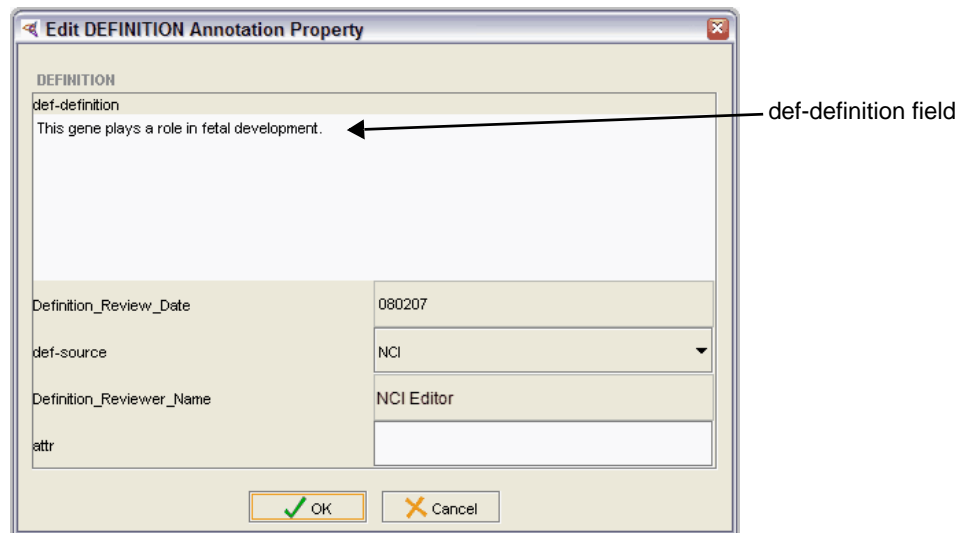 Edit DEFINITION Annotation Property
DEFINITION
def-definition
This gene plays a role in fetal development.
def-definition field
Definition_Review_Date
080207
def-source
NCI
Definition_Reviewer_Name
NCI Editor
attr
OK
Cancel